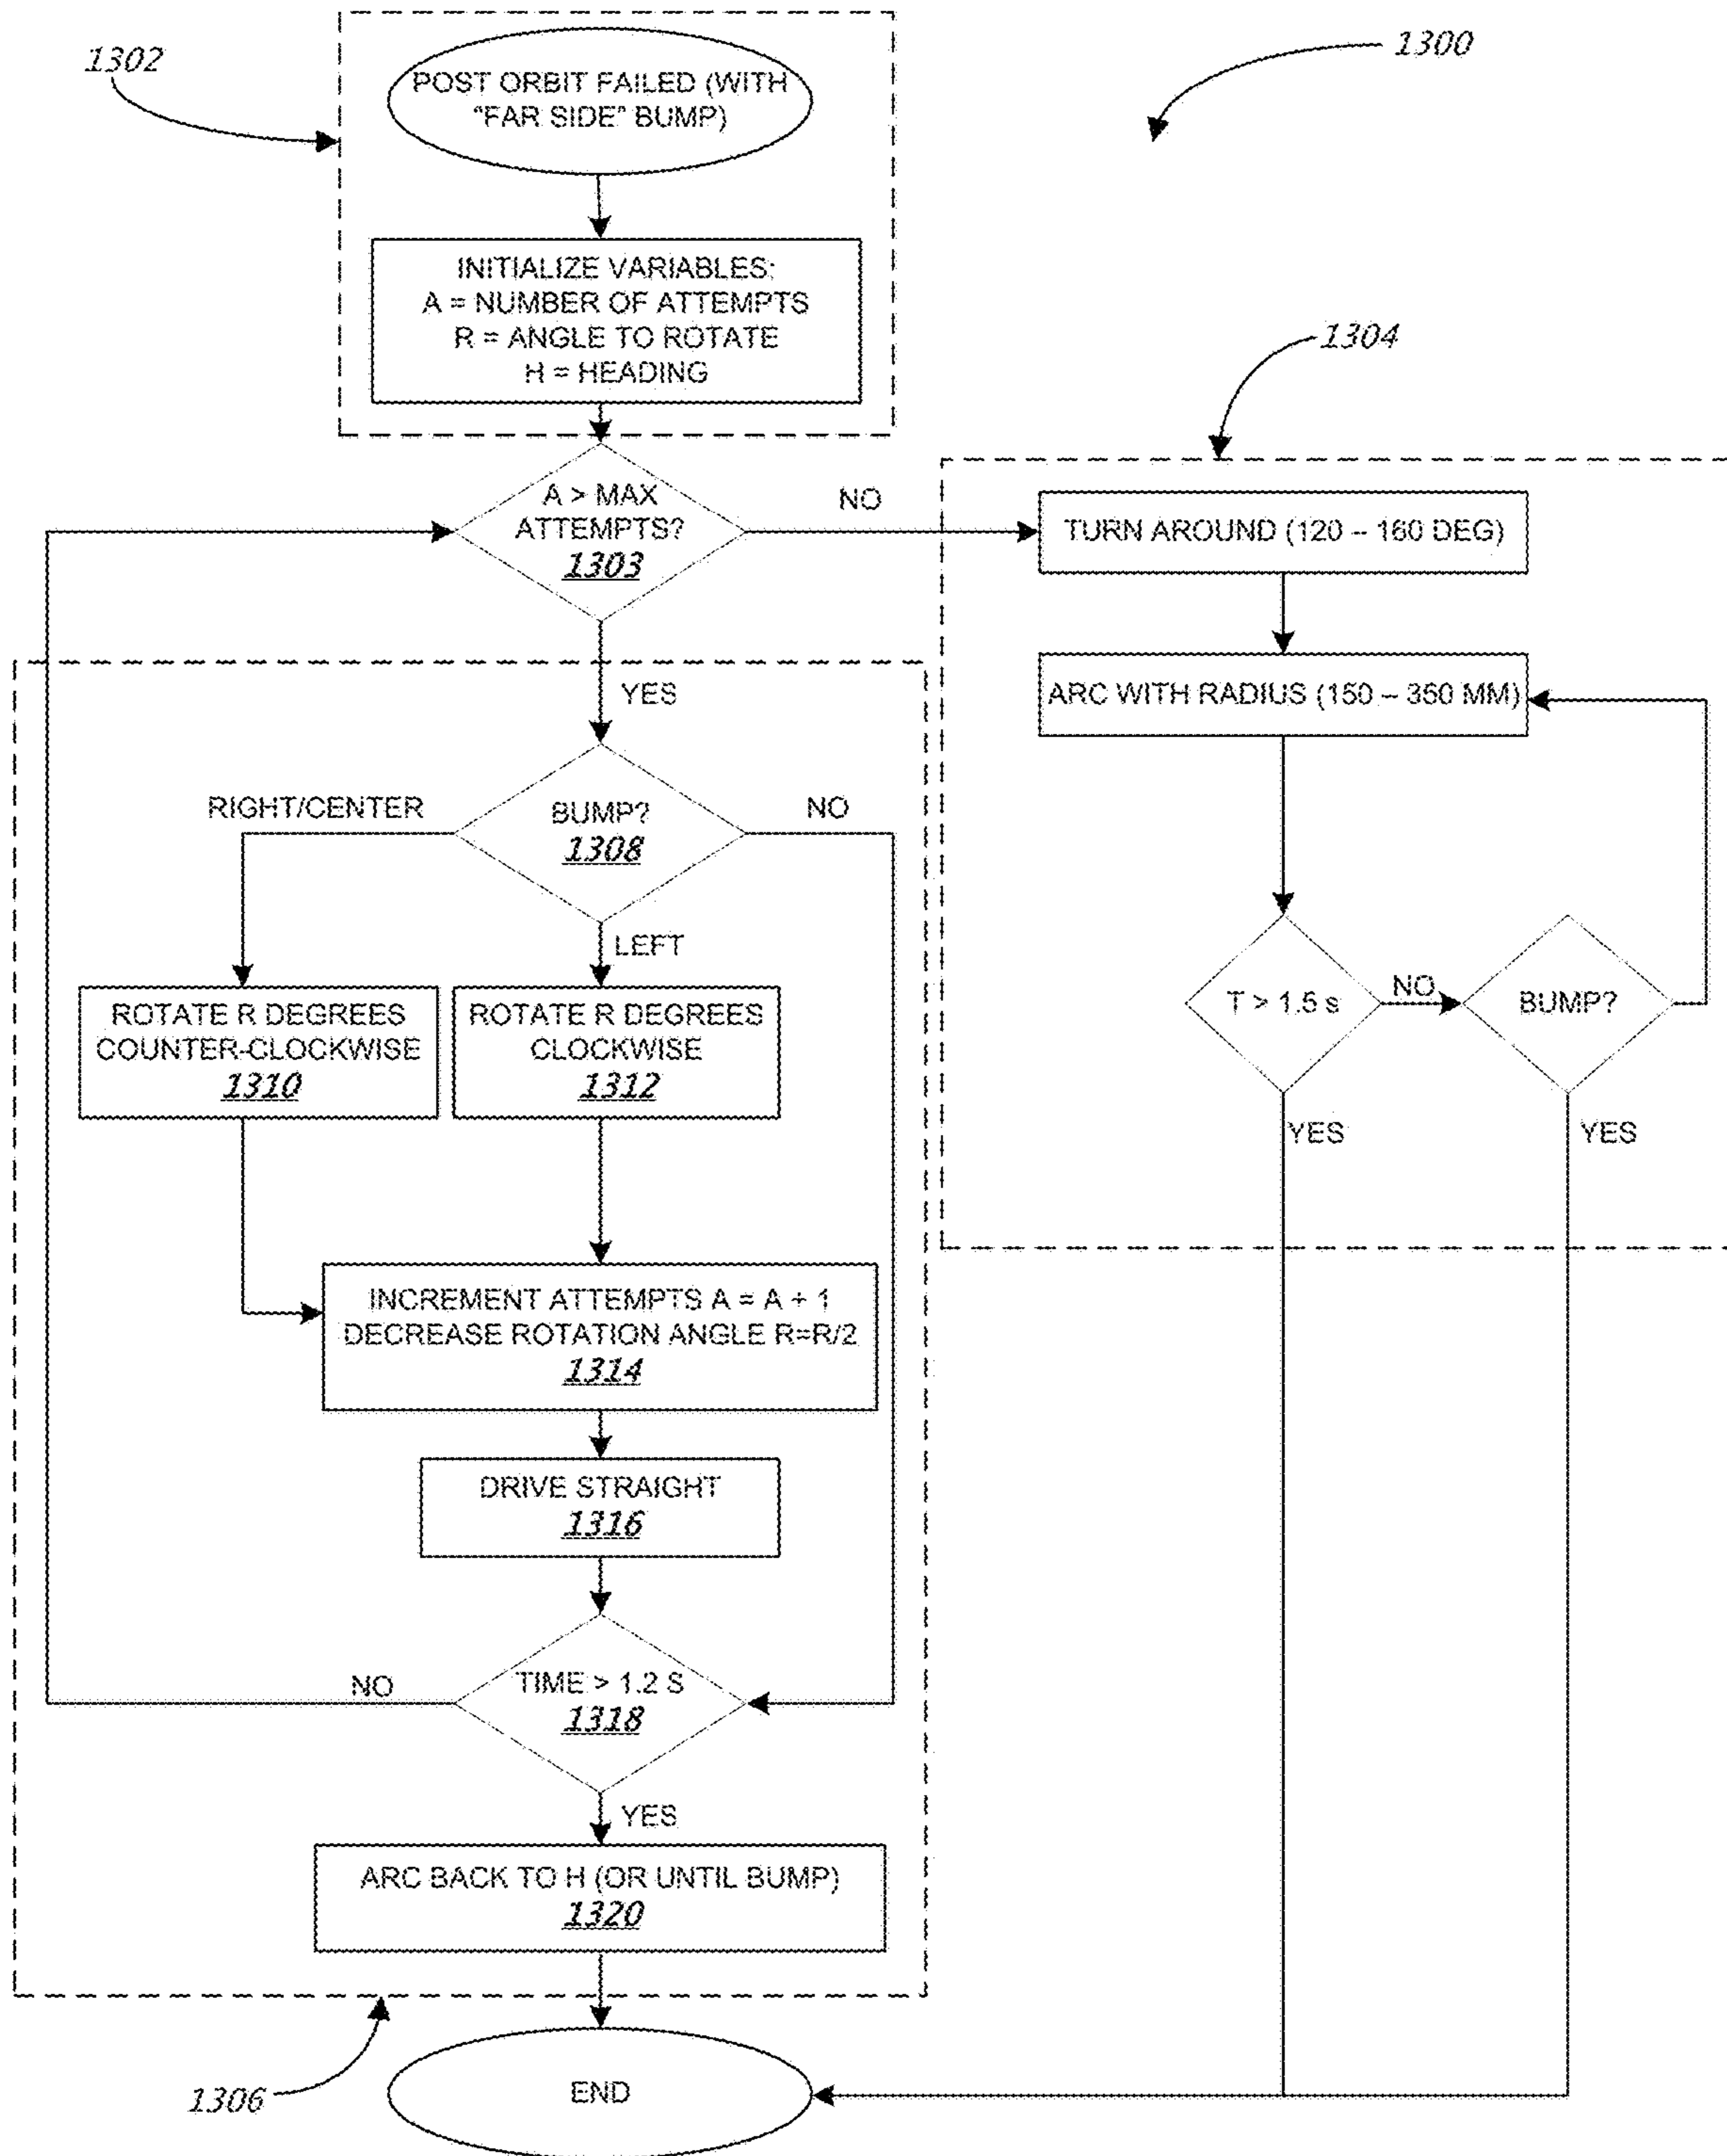 1302
1300
POST ORBIT FAILED (WITH
"FAR SIDE" BUMP)
INITIALIZE VARIABLES:
A = NUMBER OF ATTEMPTS
R = ANGLE TO ROTATE
H = HEADING
1304
A > MAX
ATTEMPTS?
1303
NO
TURN AROUND (120 – 160 DEG)
YES
ARC WITH RADIUS (150 – 350 MM)
RIGHT/CENTER
BUMP?
1308
NO
LEFT
T > 1.5 s
NO
BUMP?
ROTATE R DEGREES
COUNTER-CLOCKWISE
1310
ROTATE R DEGREES
CLOCKWISE
1312
YES
YES
INCREMENT ATTEMPTS A = A + 1
DECREASE ROTATION ANGLE R=R/2
1314
DRIVE STRAIGHT
1316
NO
TIME > 1.2 S
1318
YES
ARC BACK TO H (OR UNTIL BUMP)
1320
1306
END